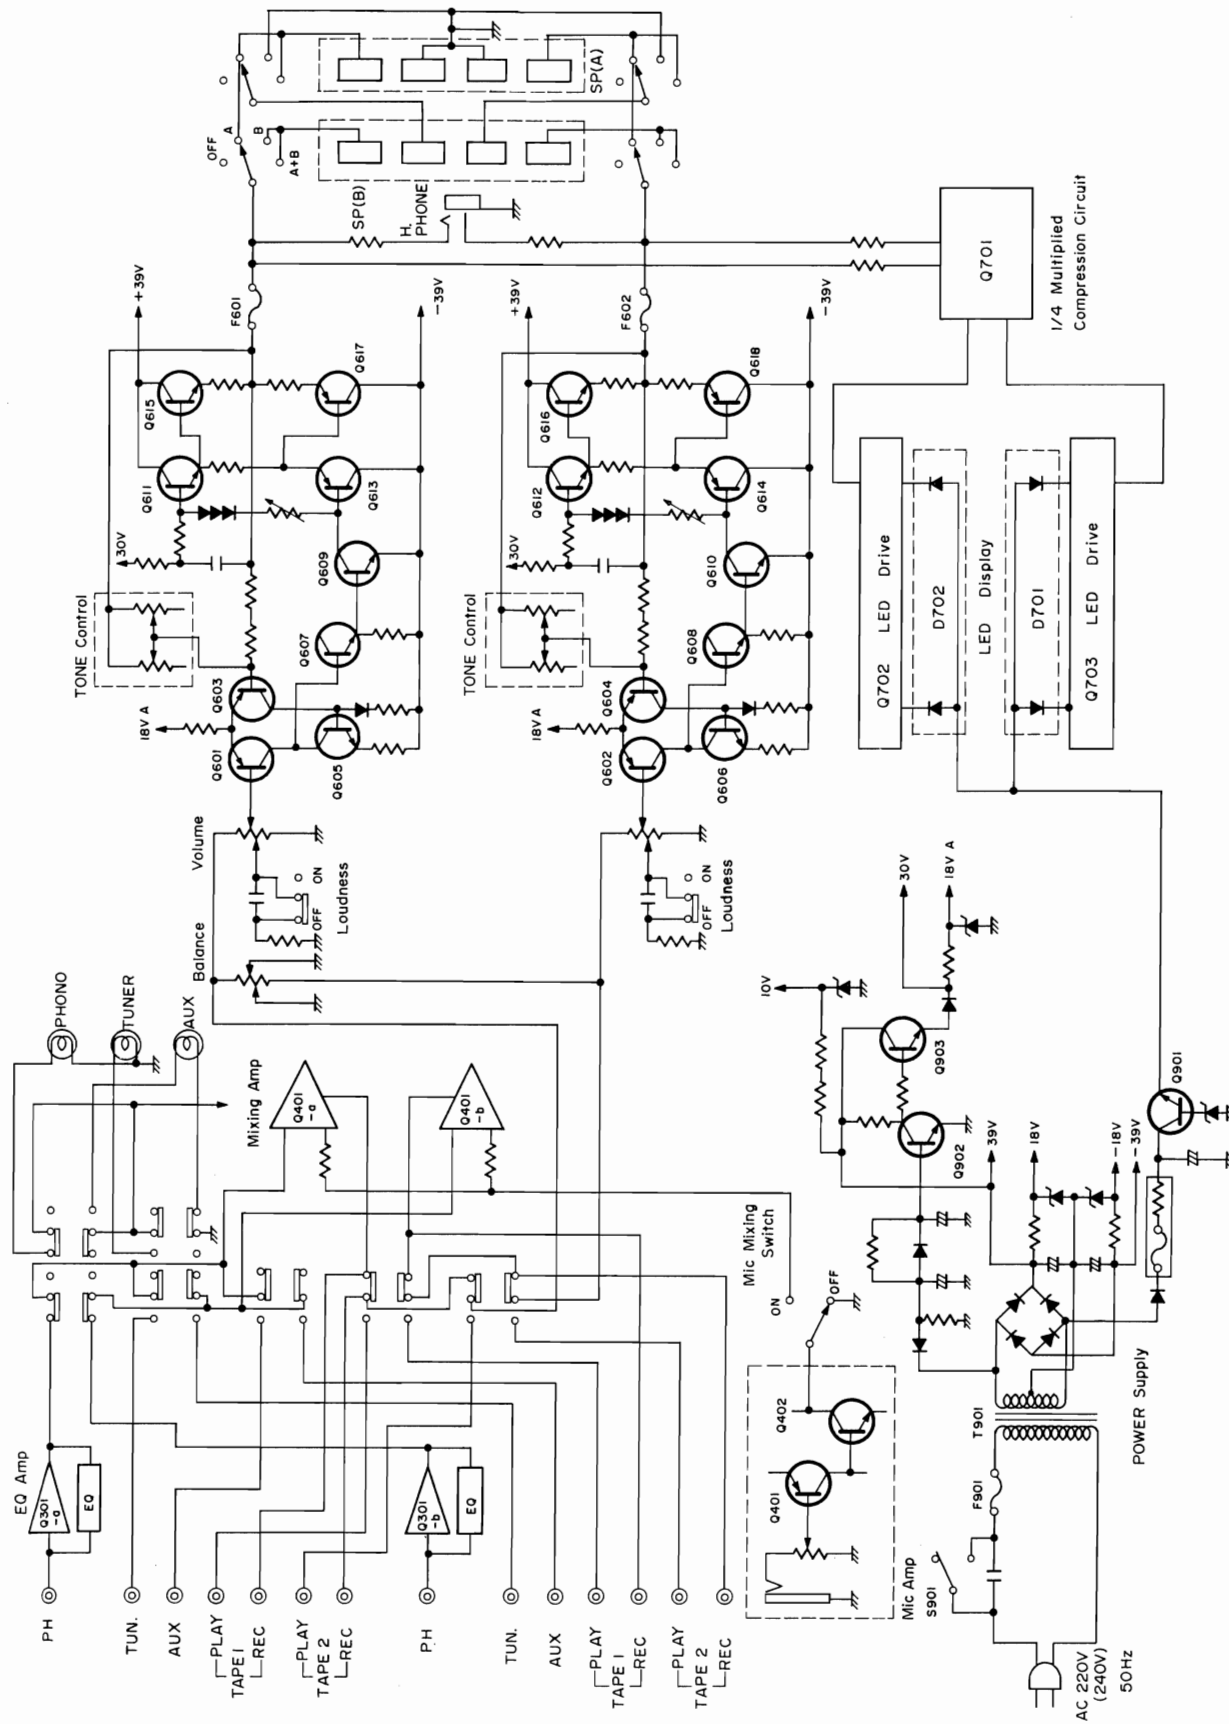 PH
TUN.
AUX
PLAY
TAPE 1
REC
PLAY
TAPE 2
REC
PH
TUN.
AUX
PLAY
TAPE 1
REC
PLAY
TAPE 2
REC
EQ Amp
Q301
-a
EQ
Q301
-b
EQ
PHONO
TUNER
AUX
Mixing Amp
Q401
-a
Q401
-b
Mic Mixing
Switch
ON
OFF
Mic Amp
Q401
Q402
Balance
Volume
OFF
ON
Loudness
OFF
ON
Loudness
TONE Control
18V A
30V
Q601
Q603
Q605
Q607
Q609
Q611
Q613
Q615
Q617
+39V
-39V
F601
TONE Control
18V A
30V
Q602
Q604
Q606
Q608
Q610
Q612
Q614
Q616
Q618
+39V
-39V
F602
OFF
A
B
A+B
SP(B)
SP(A)
H.
PHONE
Q701
1/4 Multiplied
Compression Circuit
Q702 LED Drive
D702
LED Display
D701
Q703 LED Drive
AC 220V
(240V)
50Hz
S901
F901
T901
POWER Supply
Q902
Q903
10V
30V
18V A
39V
18V
-18V
-39V
Q901